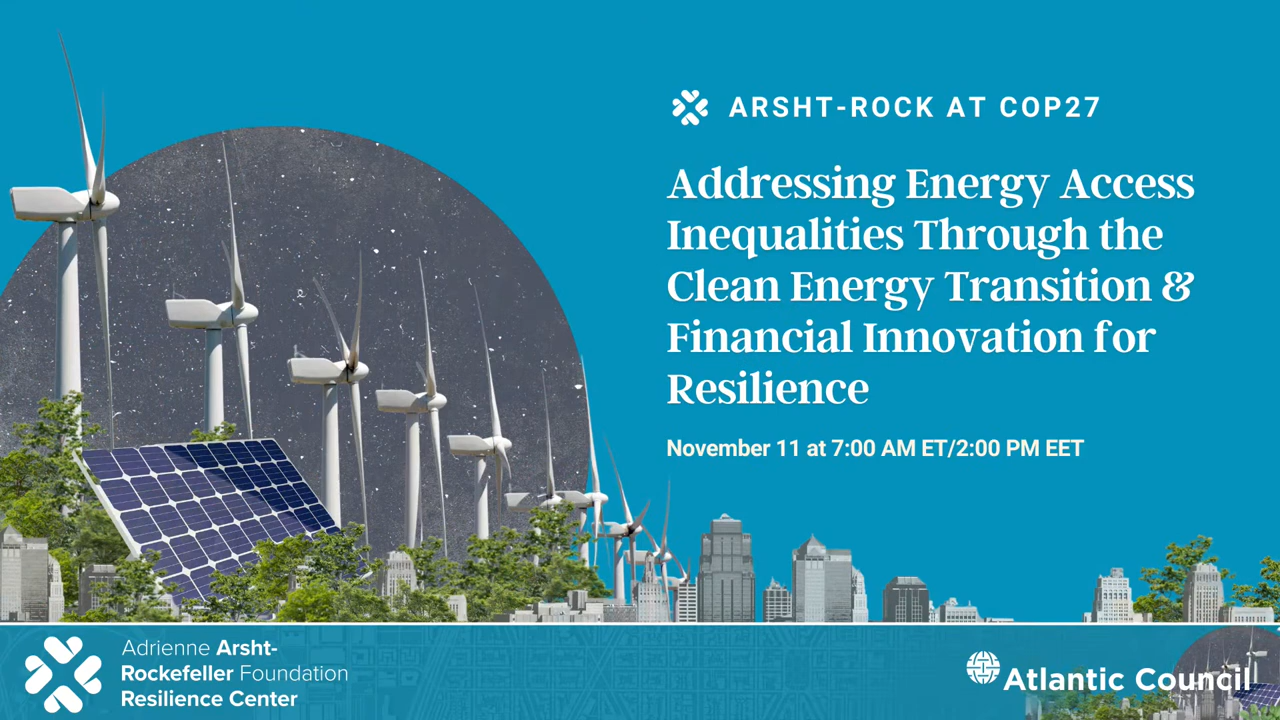 ARSHT-ROCK AT COP27
Addressing Energy Access
Inequalities Through the
Clean Energy Transition &
Financial Innovation for
Resilience
November 11 at 7:00 AM ET/2:00 PM EET
Adrienne Arsht-
Rockefeller Foundation
Resilience Center
Atlantic Council